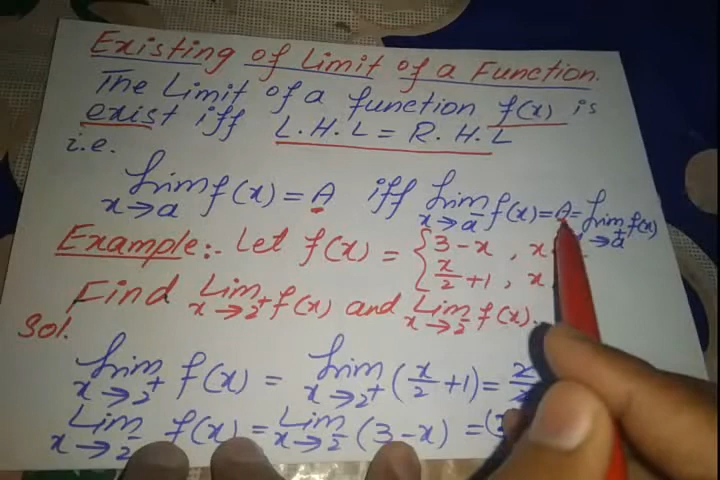 Existing of Limit of a Function.
The Limit of a function f(x) is
exist iff L.H.L = R.H.L
i.e.
Lim x→a f(x) = A iff Lim x→a⁻ f(x) = A = Lim x→a⁺ f(x)
Example:- Let f(x) = { 3-x , x
x/2 + 1 , x
Find Lim x→2⁺ f(x) and Lim x→2⁻ f(x).
Sol.
Lim x→2⁺ f(x) = Lim x→2⁺ (x/2 + 1) =
Lim x→2⁻ f(x) = Lim x→2⁻ (3-x) =